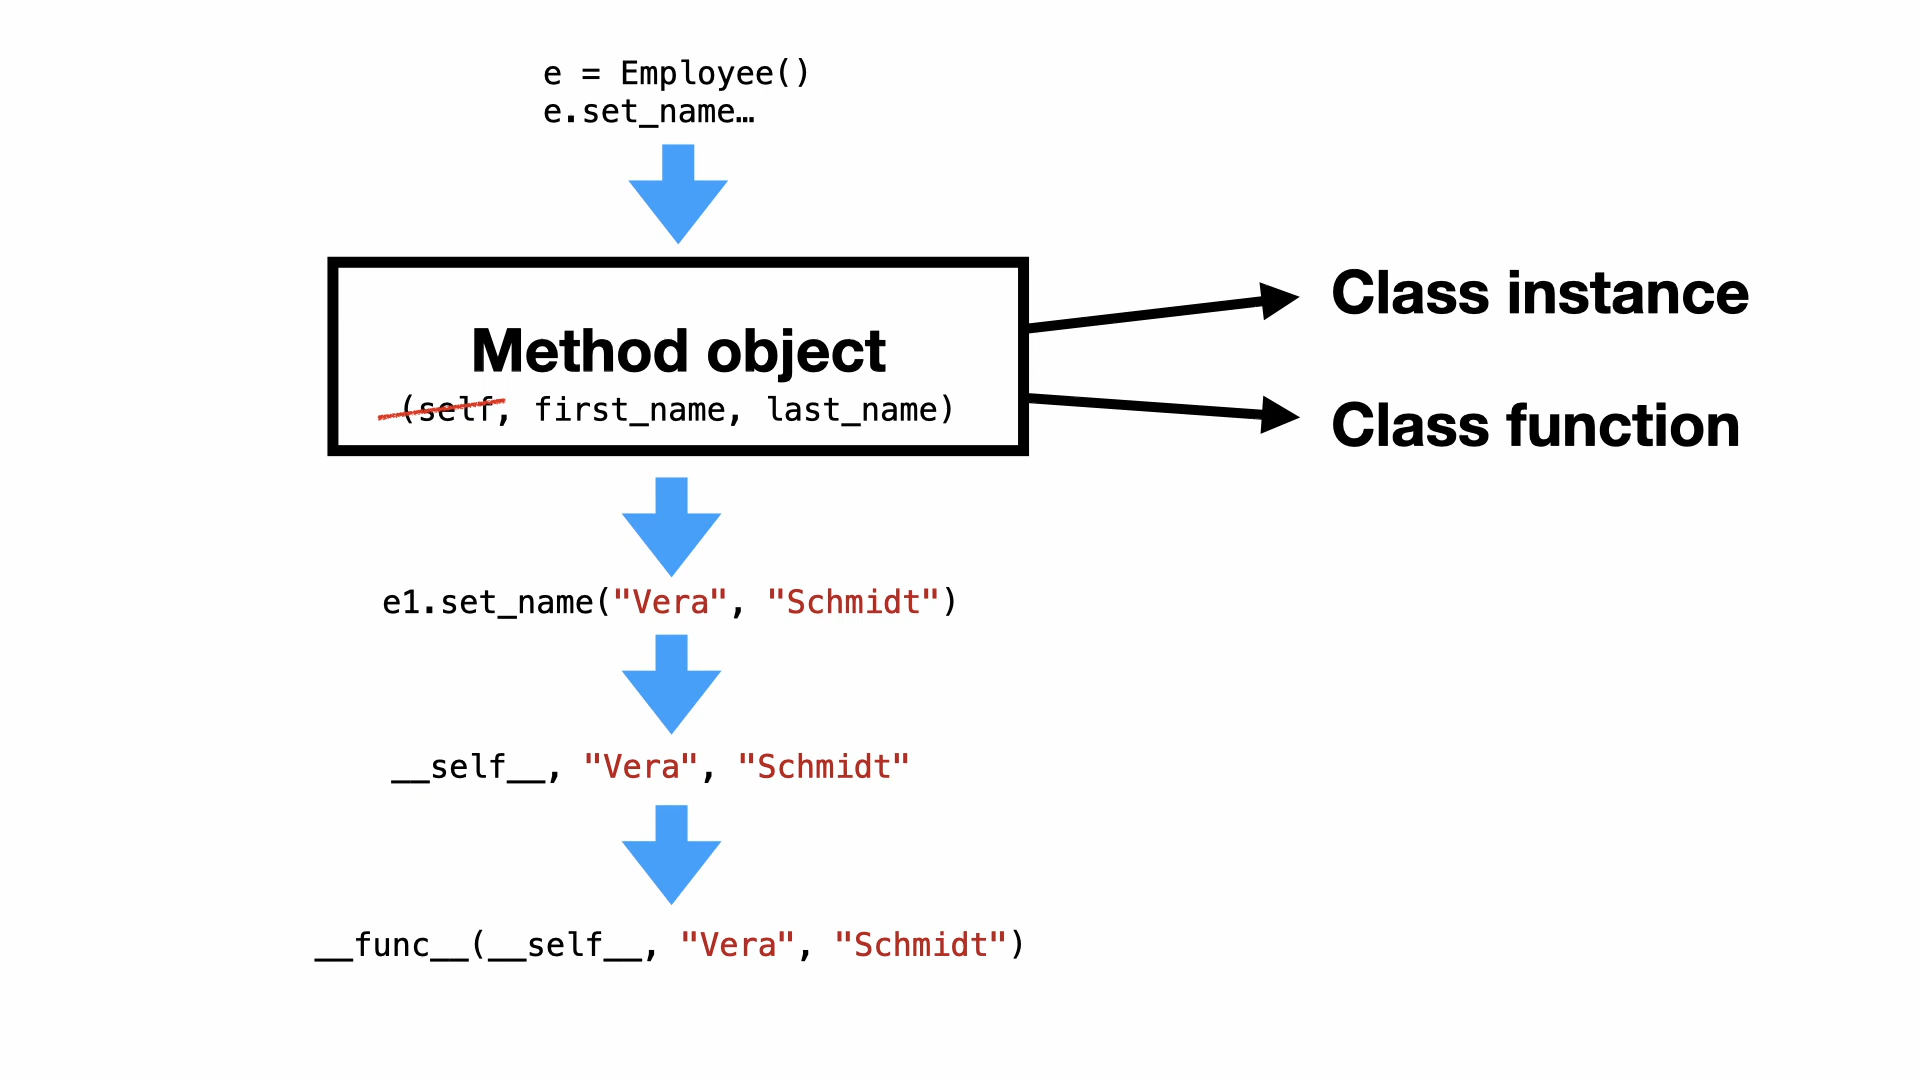 e = Employee()
e.set_name…
Method object
(self, first_name, last_name)
Class instance
Class function
e1.set_name("Vera", "Schmidt")
__self__, "Vera", "Schmidt"
__func__(__self__, "Vera", "Schmidt")